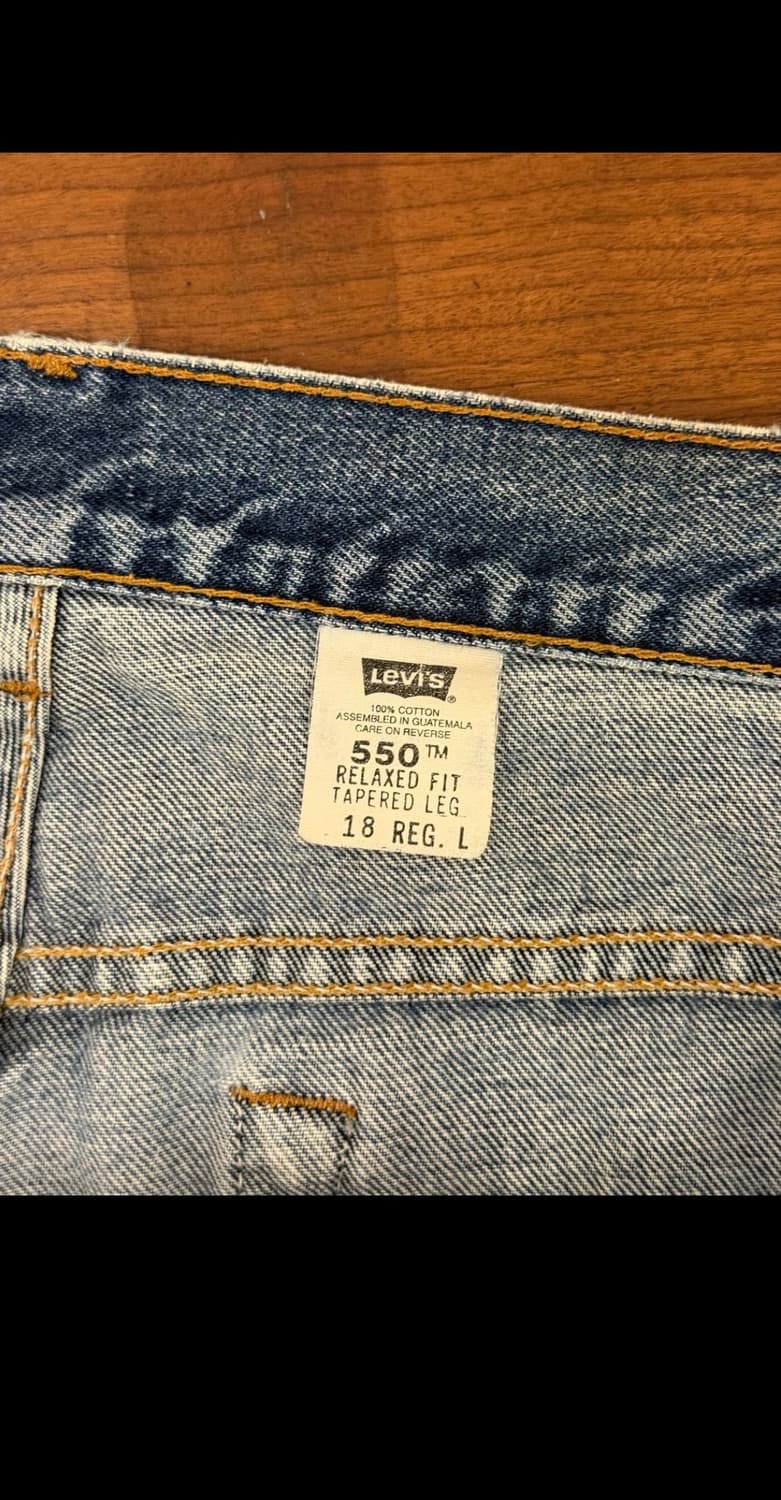 Levi's ®
100% COTTON
ASSEMBLED IN GUATEMALA
CARE ON REVERSE
550™
RELAXED FIT
TAPERED LEG
18 REG. L